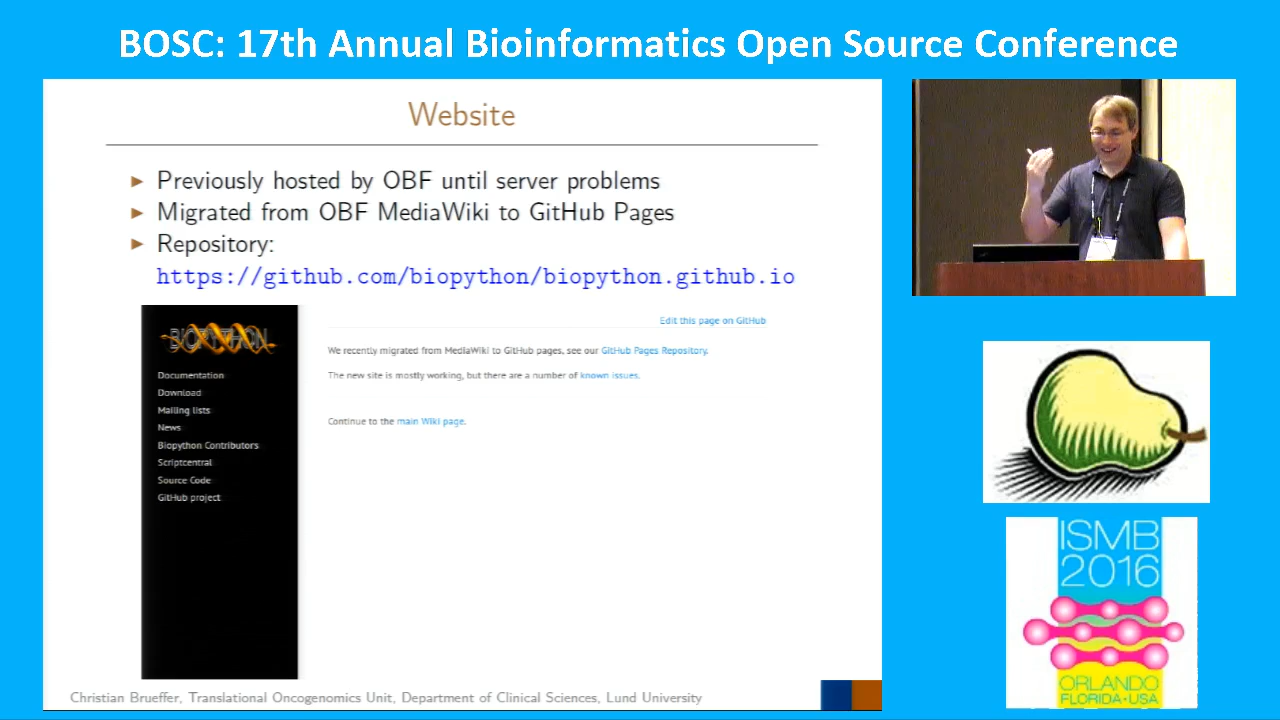 BOSC: 17th Annual Bioinformatics Open Source Conference
Website
Previously hosted by OBF until server problems
Migrated from OBF MediaWiki to GitHub Pages
Repository:
https://github.com/biopython/biopython.github.io
BIOPYTHON
Documentation
Download
Mailing lists
News
Biopython Contributors
Scriptcentral
Source Code
GitHub project
Edit this page on GitHub
We recently migrated from MediaWiki to GitHub pages, see our GitHub Pages Repository.
The new site is mostly working, but there are a number of known issues.
Continue to the main Wiki page.
Christian Brueffer, Translational Oncogenomics Unit, Department of Clinical Sciences, Lund University
ISMB
2016
ORLANDO
FLORIDA•USA